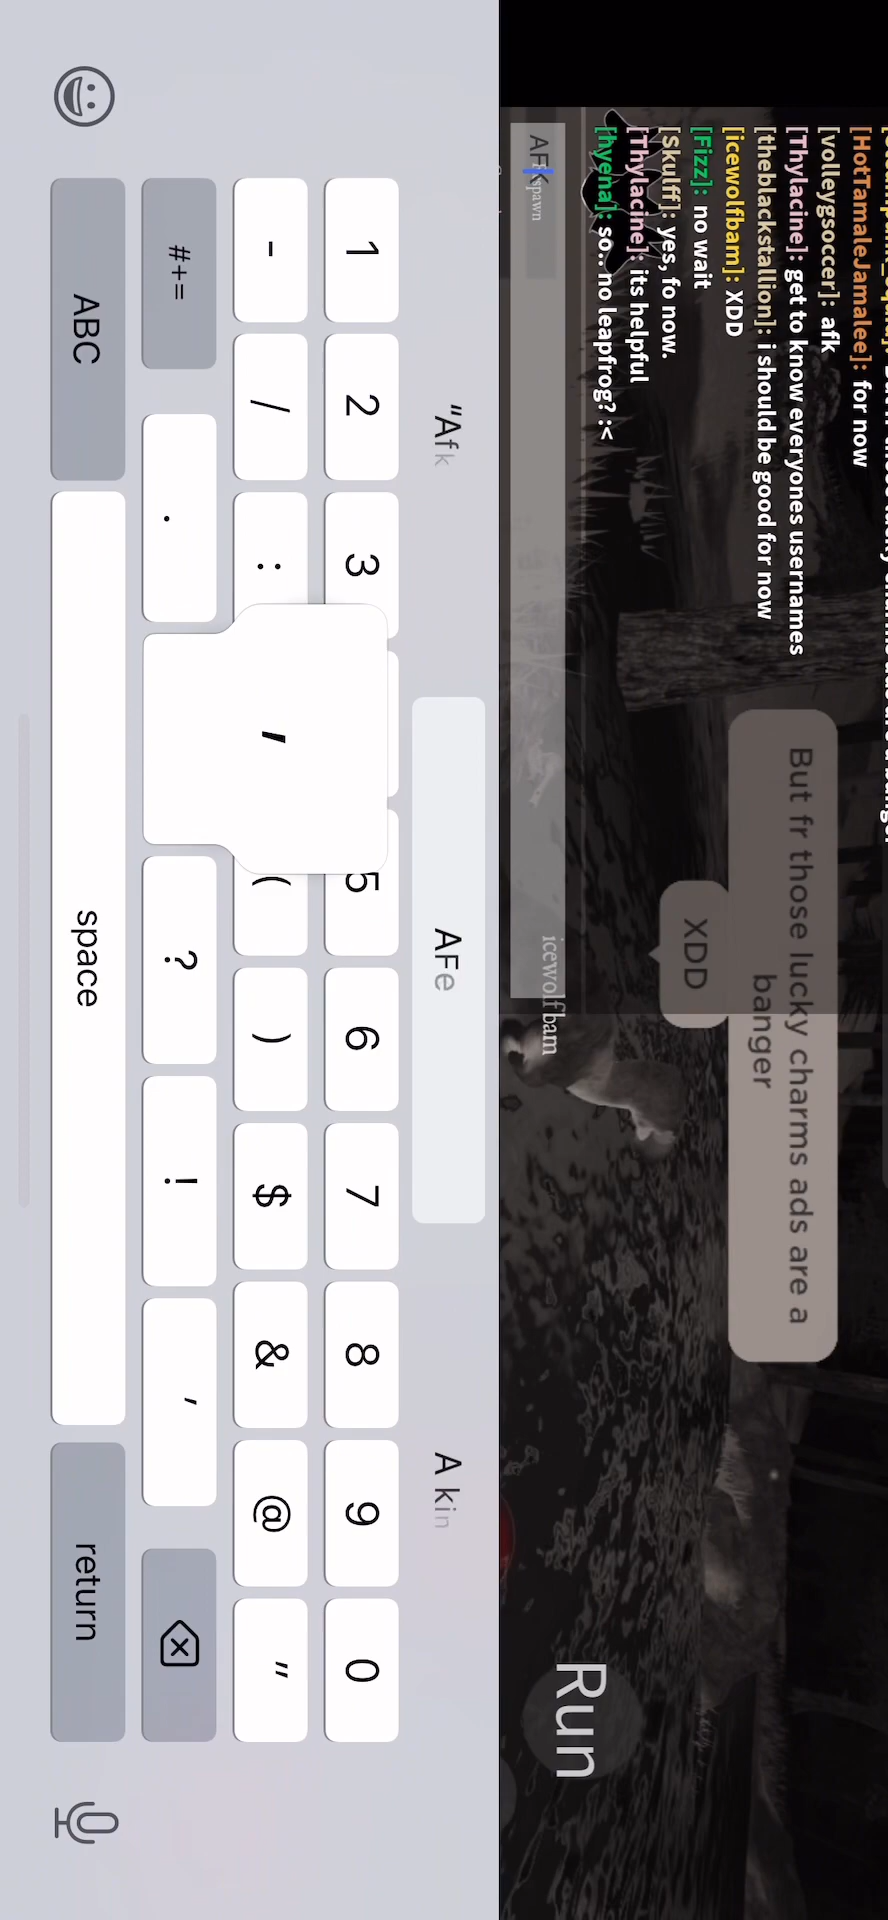 [HotTamaleJamalee]: for now
[volleygsoccer]: afk
[Thylacine]: get to know everyones usernames
[theblackstallion]: i should be good for now
[icewolfbam]: XDD
[Fizz]: no wait
[Skulff]: yes, fo now.
[Thylacine]: its helpful
[hyena]: so.. no leapfrog? :<
AFK
spawn
But fr those lucky charms ads are a
banger
XDD
icewolfbam
Run
"Afk
AFe
A kin
1 2 3 5 6 7 8 9 0
- / : ( ) $ & @ "
#+= . , ? ! '
ABC space return